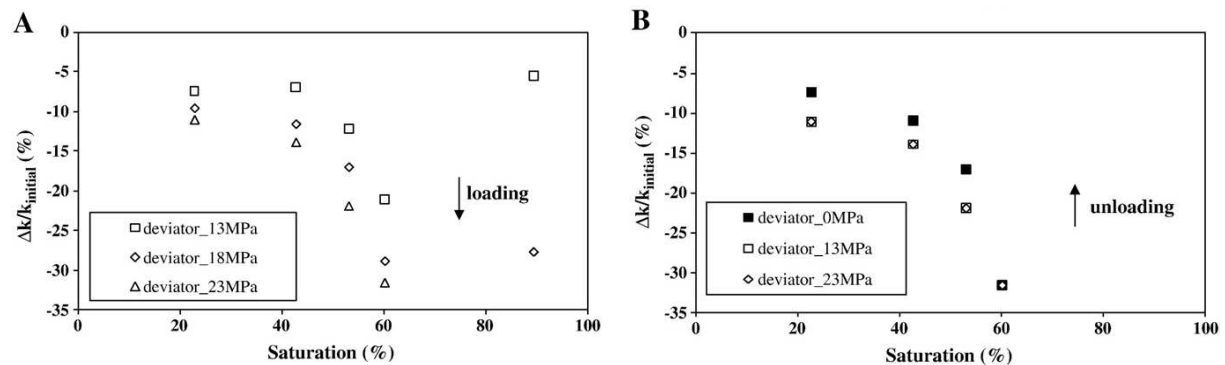 A
0
-5
-10
-15
-20
-25
-30
-35
Δk/k_initial (%)
loading
deviator_13MPa
deviator_18MPa
deviator_23MPa
0 20 40 60 80 100
Saturation (%)
B
0
-5
-10
-15
-20
-25
-30
-35
Δk/k_initial (%)
unloading
deviator_0MPa
deviator_13MPa
deviator_23MPa
0 20 40 60 80 100
Saturation (%)